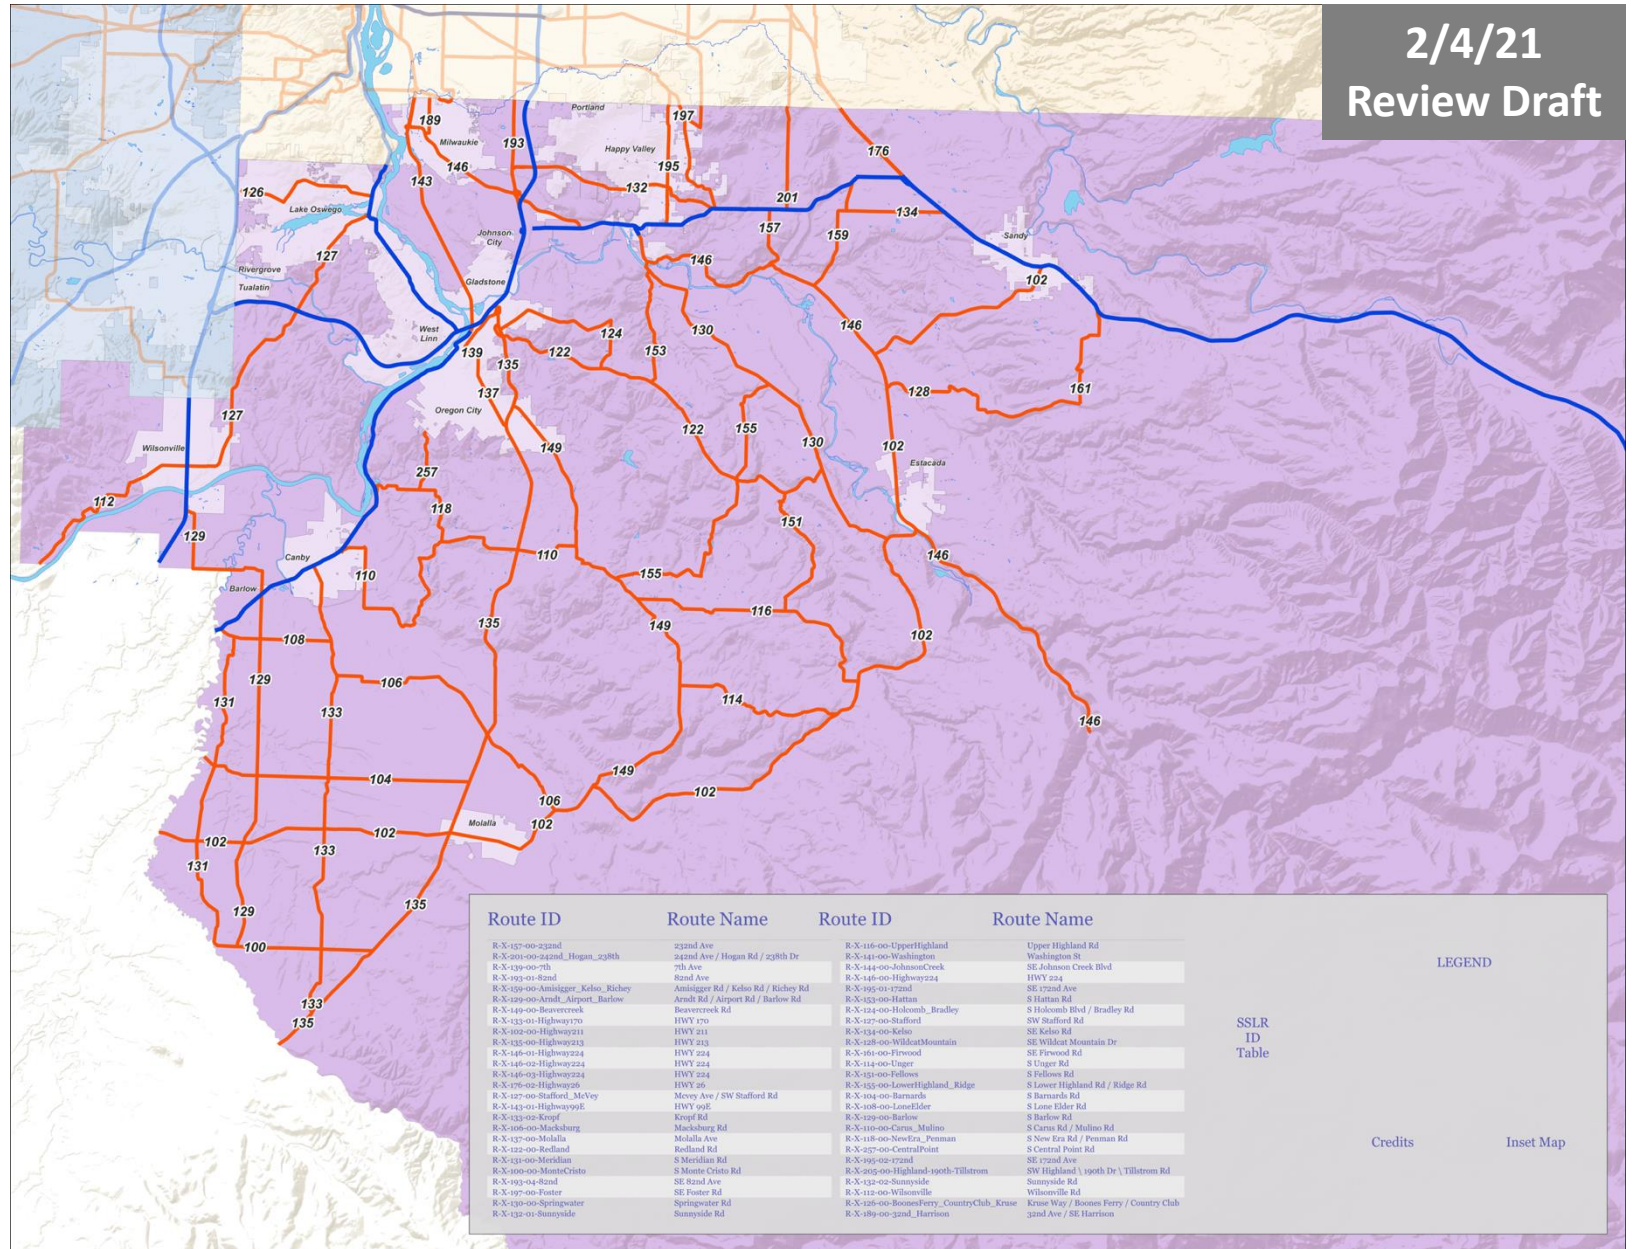 2/4/21
Review Draft
Portland
189
197
Milwaukie
193
Happy Valley
176
146
195
143
132
126
201
Lake Oswego
134
157
Johnson
City
159
Sandy
127
146
Rivergrove
Gladstone
102
Tualatin
West
Linn
130
146
124
139
122
153
135
161
137
128
Oregon City
127
122
155
130
149
102
Wilsonville
Estacada
257
112
118
151
129
Canby
110
146
110
155
Barlow
116
135
149
102
108
129
106
131
114
133
146
149
104
102
106
Molalla
102
102
102
133
131
135
129
100
133
135
Route ID Route Name Route ID Route Name
R-X-157-00-232nd 232nd Ave R-X-116-00-UpperHighland Upper Highland Rd
R-X-201-00-242nd_Hogan_238th 242nd Ave / Hogan Rd / 238th Dr R-X-141-00-Washington Washington St
R-X-139-00-7th 7th Ave R-X-144-00-JohnsonCreek SE Johnson Creek Blvd
R-X-193-01-82nd 82nd Ave R-X-146-00-Highway224 HWY 224
R-X-159-00-Amisigger_Kelso_Richey Amisigger Rd / Kelso Rd / Richey Rd R-X-195-01-172nd SE 172nd Ave
R-X-129-00-Arndt_Airport_Barlow Arndt Rd / Airport Rd / Barlow Rd R-X-153-00-Hattan S Hattan Rd
R-X-149-00-Beavercreek Beavercreek Rd R-X-124-00-Holcomb_Bradley S Holcomb Blvd / Bradley Rd
R-X-133-01-Highway170 HWY 170 R-X-127-00-Stafford SW Stafford Rd
R-X-102-00-Highway211 HWY 211 R-X-134-00-Kelso SE Kelso Rd
R-X-135-00-Highway213 HWY 213 R-X-128-00-WildcatMountain SE Wildcat Mountain Dr
R-X-146-01-Highway224 HWY 224 R-X-161-00-Firwood SE Firwood Rd
R-X-146-02-Highway224 HWY 224 R-X-114-00-Unger S Unger Rd
R-X-146-03-Highway224 HWY 224 R-X-151-00-Fellows S Fellows Rd
R-X-176-02-Highway26 HWY 26 R-X-155-00-LowerHighland_Ridge S Lower Highland Rd / Ridge Rd
R-X-127-00-Stafford_McVey Mcvey Ave / SW Stafford Rd R-X-104-00-Barnards S Barnards Rd
R-X-143-01-Highway99E HWY 99E R-X-108-00-LoneElder S Lone Elder Rd
R-X-133-02-Kropf Kropf Rd R-X-129-00-Barlow S Barlow Rd
R-X-106-00-Macksburg Macksburg Rd R-X-110-00-Carus_Mulino S Carus Rd / Mulino Rd
R-X-137-00-Molalla Molalla Ave R-X-118-00-NewEra_Penman S New Era Rd / Penman Rd
R-X-122-00-Redland Redland Rd R-X-257-00-CentralPoint S Central Point Rd
R-X-131-00-Meridian S Meridian Rd R-X-195-02-172nd SE 172nd Ave
R-X-100-00-MonteCristo S Monte Cristo Rd R-X-205-00-Highland-190th-Tillstrom SW Highland \ 190th Dr \ Tillstrom Rd
R-X-193-04-82nd SE 82nd Ave R-X-132-02-Sunnyside Sunnyside Rd
R-X-197-00-Foster SE Foster Rd R-X-112-00-Wilsonville Wilsonville Rd
R-X-130-00-Springwater Springwater Rd R-X-126-00-BoonesFerry_CountryClub_Kruse Kruse Way / Boones Ferry / Country Club
R-X-132-01-Sunnyside Sunnyside Rd R-X-189-00-32nd_Harrison 32nd Ave / SE Harrison
SSLR
ID
Table
LEGEND
Credits
Inset Map